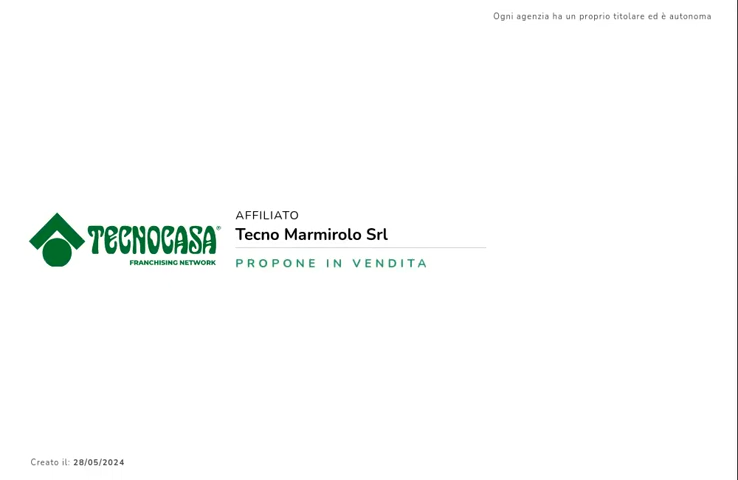 Ogni agenzia ha un proprio titolare ed è autonoma
AFFILIATO
TECNOCASA®
Tecno Marmirolo Srl
FRANCHISING NETWORK
PROPONE IN VENDITA
Creato il: 28/05/2024